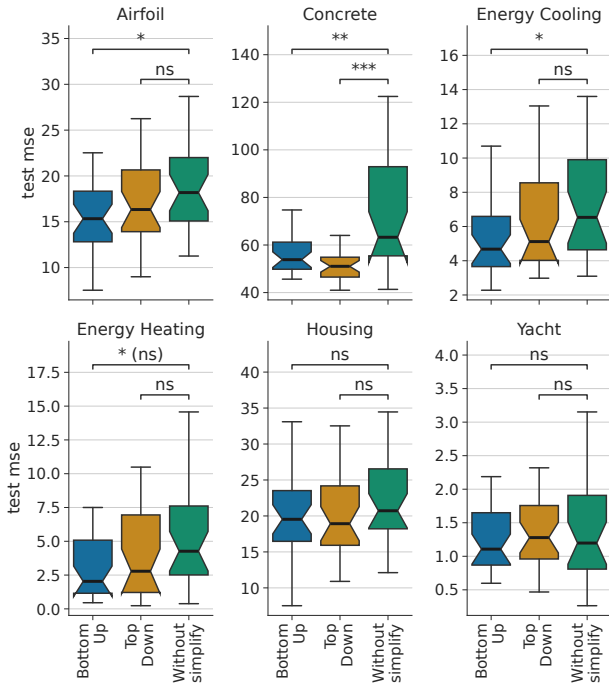 Airfoil
Concrete
Energy Cooling
test mse
35
30
25
20
15
10
*
ns
140
120
100
80
60
40
**
***
16
14
12
10
8
6
4
2
*
ns
Energy Heating
Housing
Yacht
test mse
17.5
15.0
12.5
10.0
7.5
5.0
2.5
0.0
* (ns)
ns
40
35
30
25
20
15
10
ns
ns
4.0
3.5
3.0
2.5
2.0
1.5
1.0
0.5
ns
ns
Bottom
Up
Top
Down
Without
simplify
Bottom
Up
Top
Down
Without
simplify
Bottom
Up
Top
Down
Without
simplify